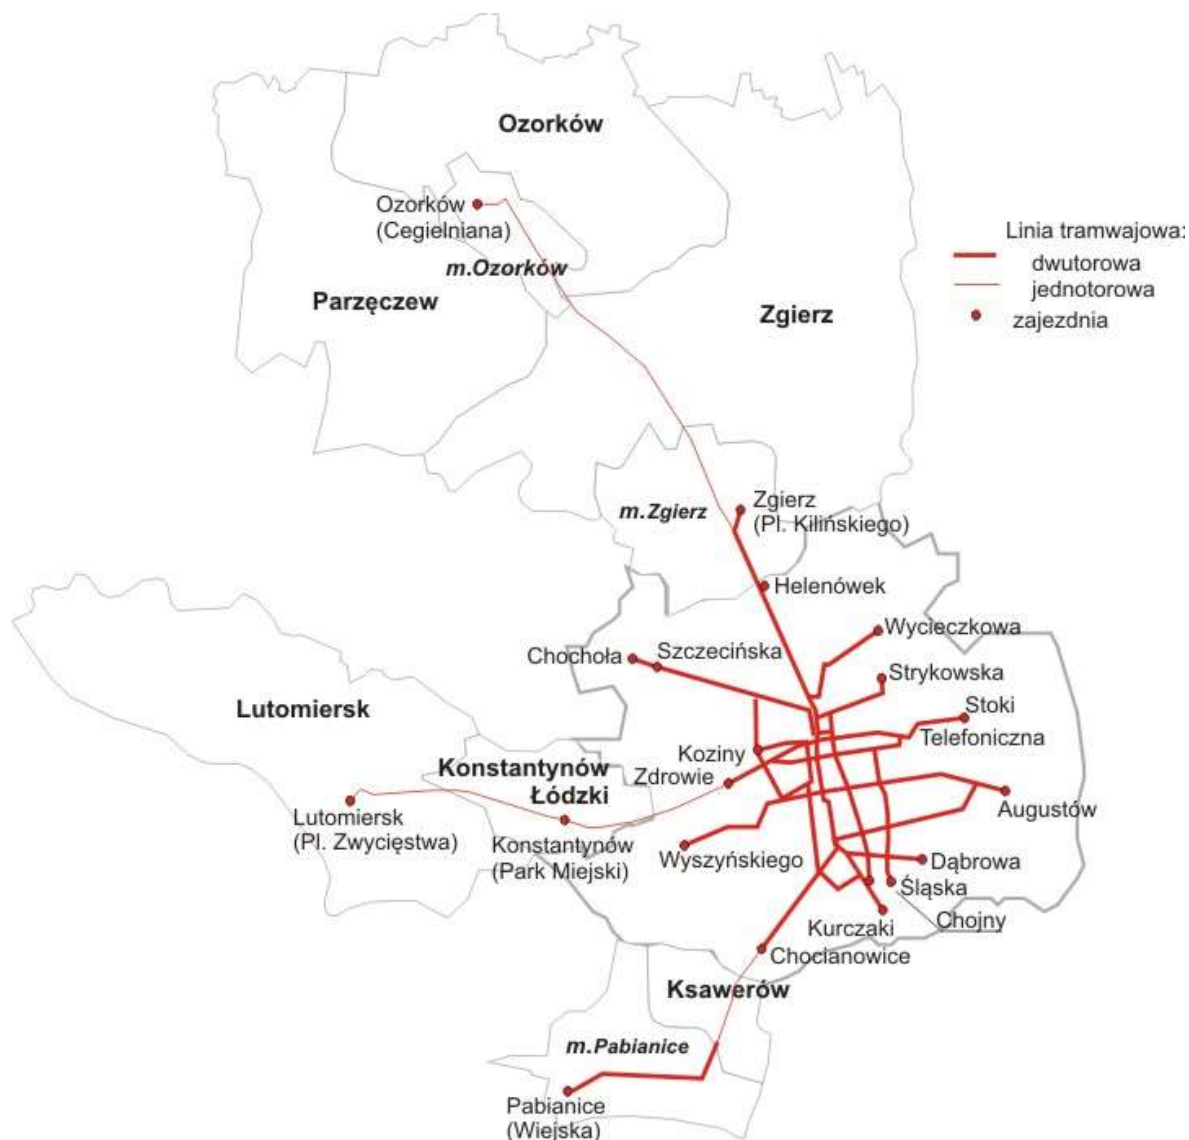 Ozorków
Ozorków
(Cegielniana)
m.Ozorków
Parzęczew
Zgierz
Linia tramwajowa:
dwutorowa
jednotorowa
zajezdnia
m.Zgierz
Zgierz
(Pl. Kilińskiego)
Helenówek
Wycieczkowa
Chochoła
Szczecińska
Strykowska
Lutomiersk
Stoki
Telefoniczna
Koziny
Konstantynów
Łódzki
Zdrowie
Augustów
Lutomiersk
(Pl. Zwycięstwa)
Konstantynów
(Park Miejski)
Wyszyńskiego
Dąbrowa
Śląska
Chojny
Kurczaki
Chocianowice
Ksawerów
m.Pabianice
Pabianice
(Wiejska)